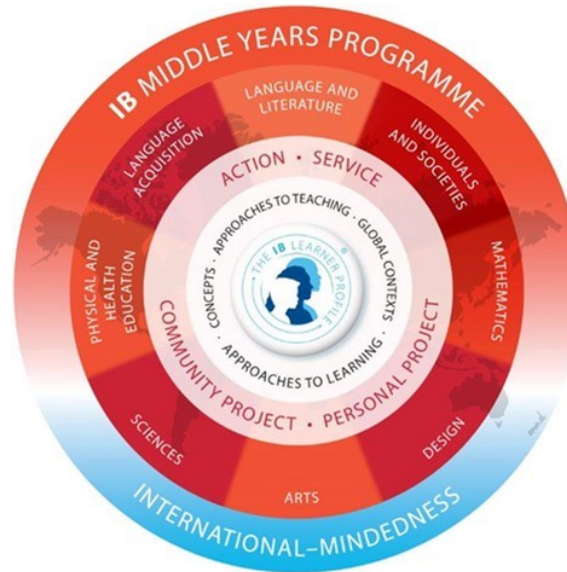 IB MIDDLE YEARS PROGRAMME
LANGUAGE AND
LITERATURE
INDIVIDUALS
AND SOCIETIES
MATHEMATICS
DESIGN
ARTS
SCIENCES
PHYSICAL AND
HEALTH
EDUCATION
LANGUAGE
ACQUISITION
ACTION • SERVICE
COMMUNITY PROJECT • PERSONAL PROJECT
APPROACHES TO TEACHING · GLOBAL CONTEXTS ·
APPROACHES TO LEARNING ·
CONCEPTS ·
• THE IB LEARNER PROFILE •
®
INTERNATIONAL–MINDEDNESS